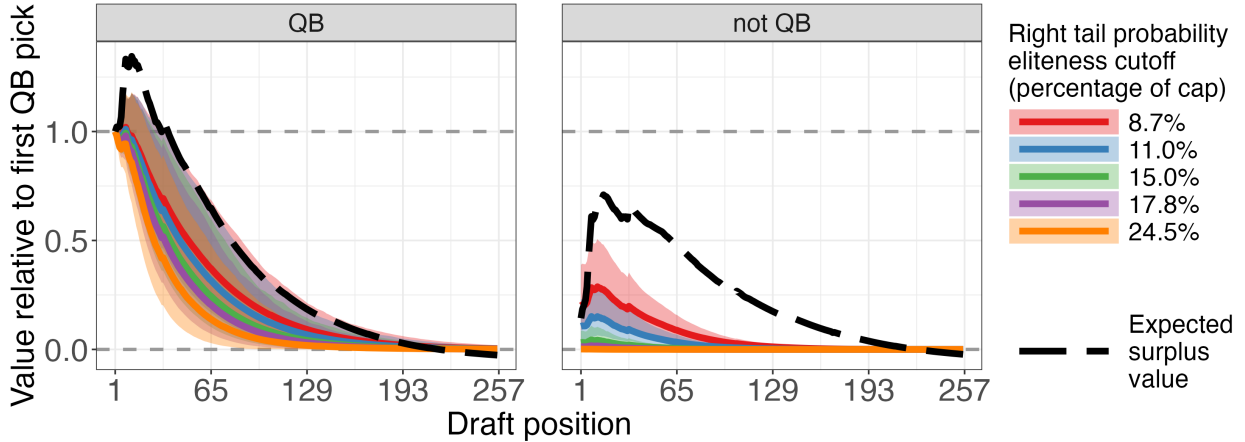 QB
not QB
Value relative to first QB pick
1.0
0.5
0.0
1
65
129
193
257
1
65
129
193
257
Draft position
Right tail probability
eliteness cutoff
(percentage of cap)
8.7%
11.0%
15.0%
17.8%
24.5%
Expected
surplus
value